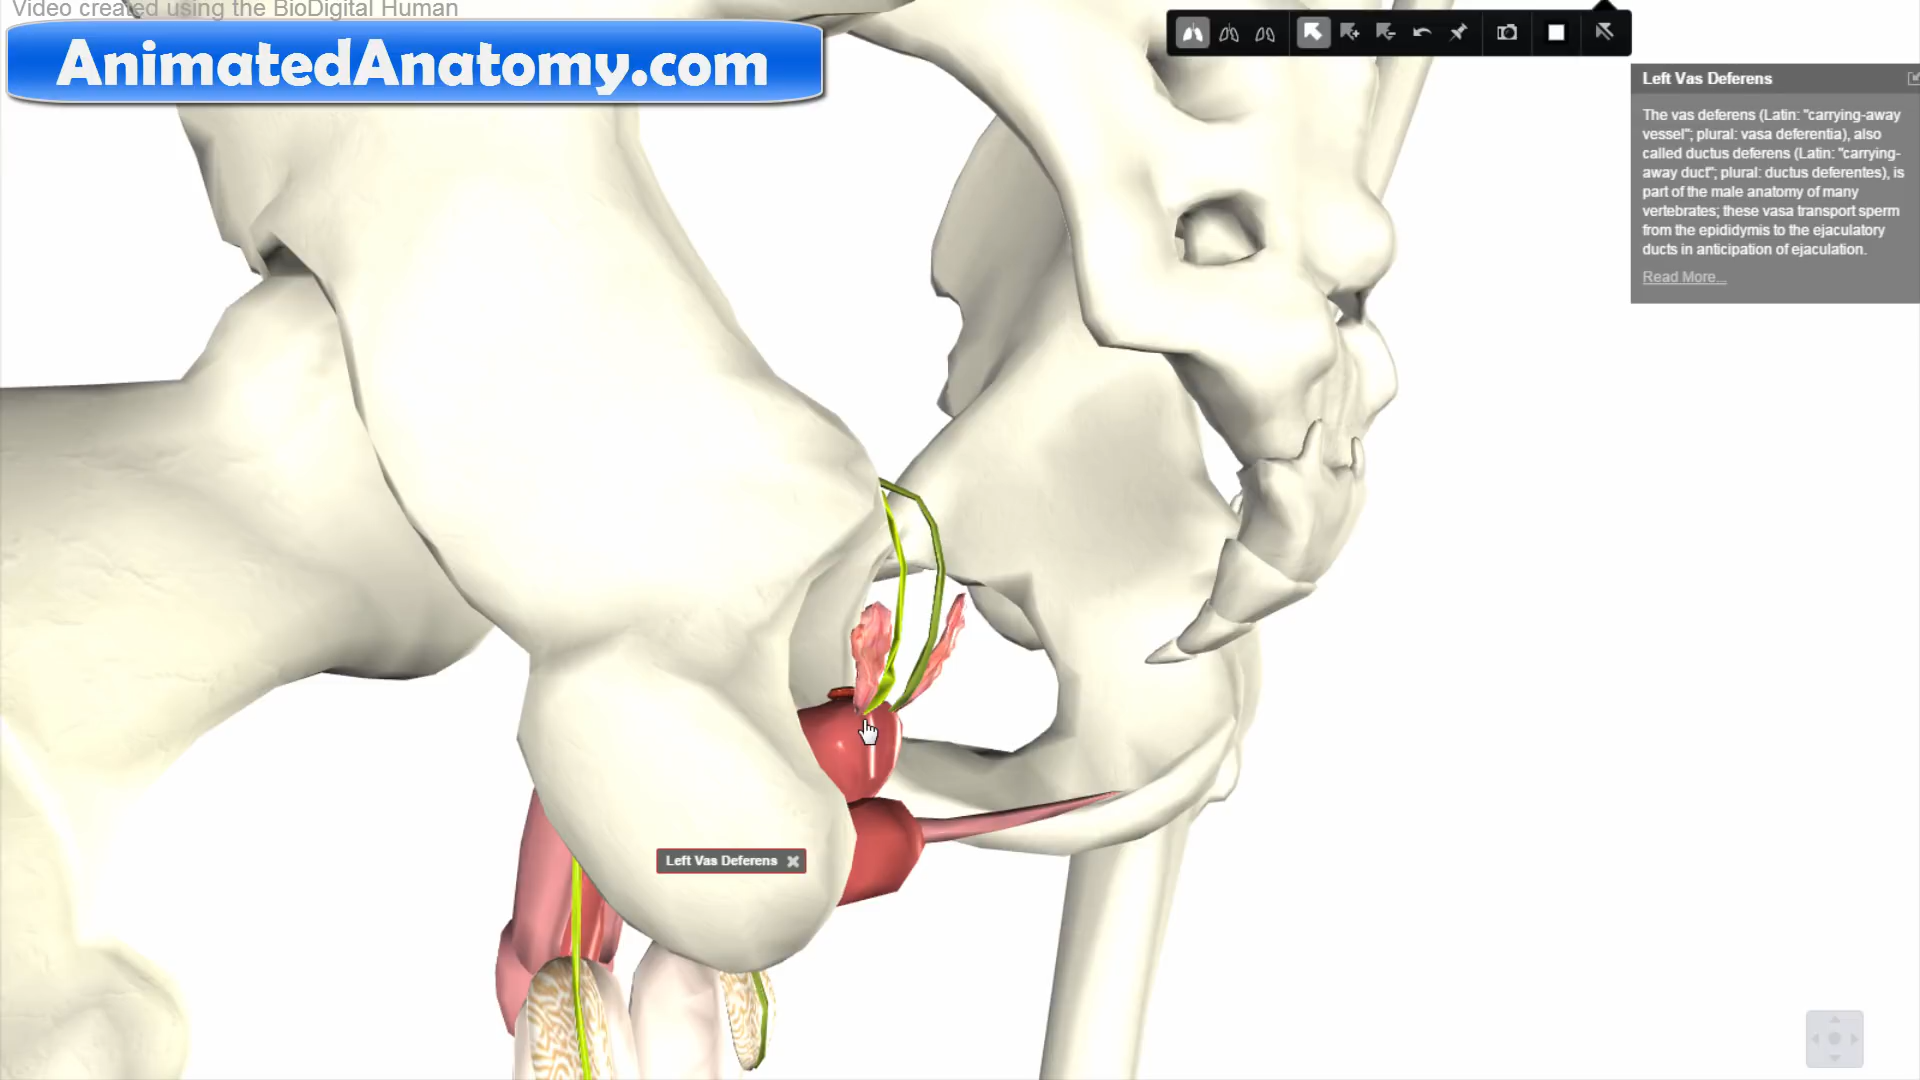 Video created using the BioDigital Human
AnimatedAnatomy.com
Left Vas Deferens
The vas deferens (Latin: "carrying-away
vessel"; plural: vasa deferentia), also
called ductus deferens (Latin: "carrying-
away duct"; plural: ductus deferentes), is
part of the male anatomy of many
vertebrates; these vasa transport sperm
from the epididymis to the ejaculatory
ducts in anticipation of ejaculation.
Read More...
Left Vas Deferens